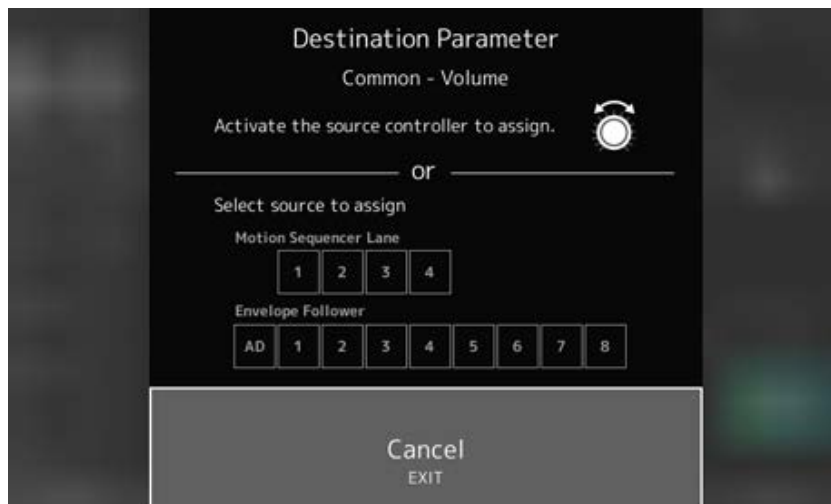 Destination Parameter
Common - Volume
Activate the source controller to assign.
or
Select source to assign
Motion Sequencer Lane
1 2 3 4
Envelope Follower
AD 1 2 3 4 5 6 7 8
Cancel
EXIT